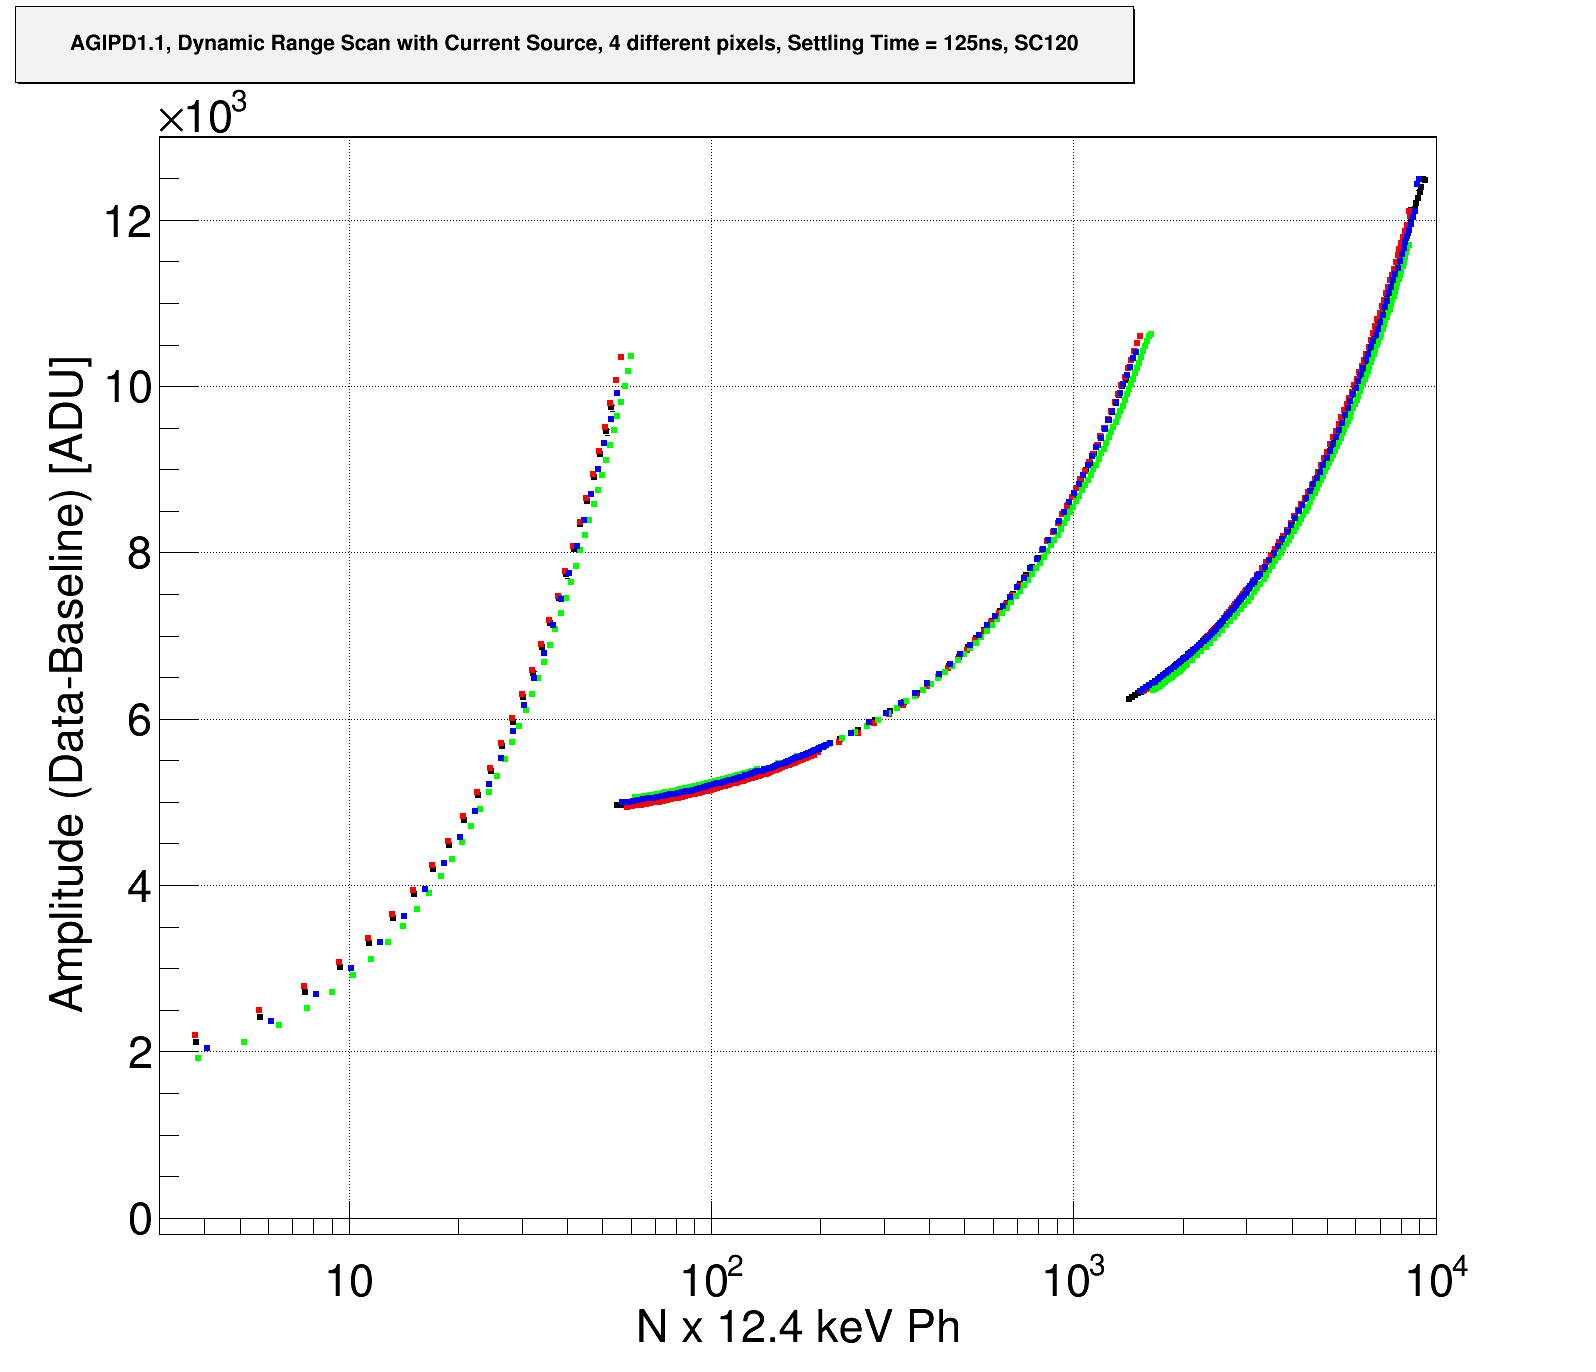 AGIPD1.1, Dynamic Range Scan with Current Source, 4 different pixels, Settling Time = 125ns, SC120
×10³
12
10
8
6
4
2
0
Amplitude (Data-Baseline) [ADU]
10 10² 10³ 10⁴
N x 12.4 keV Ph